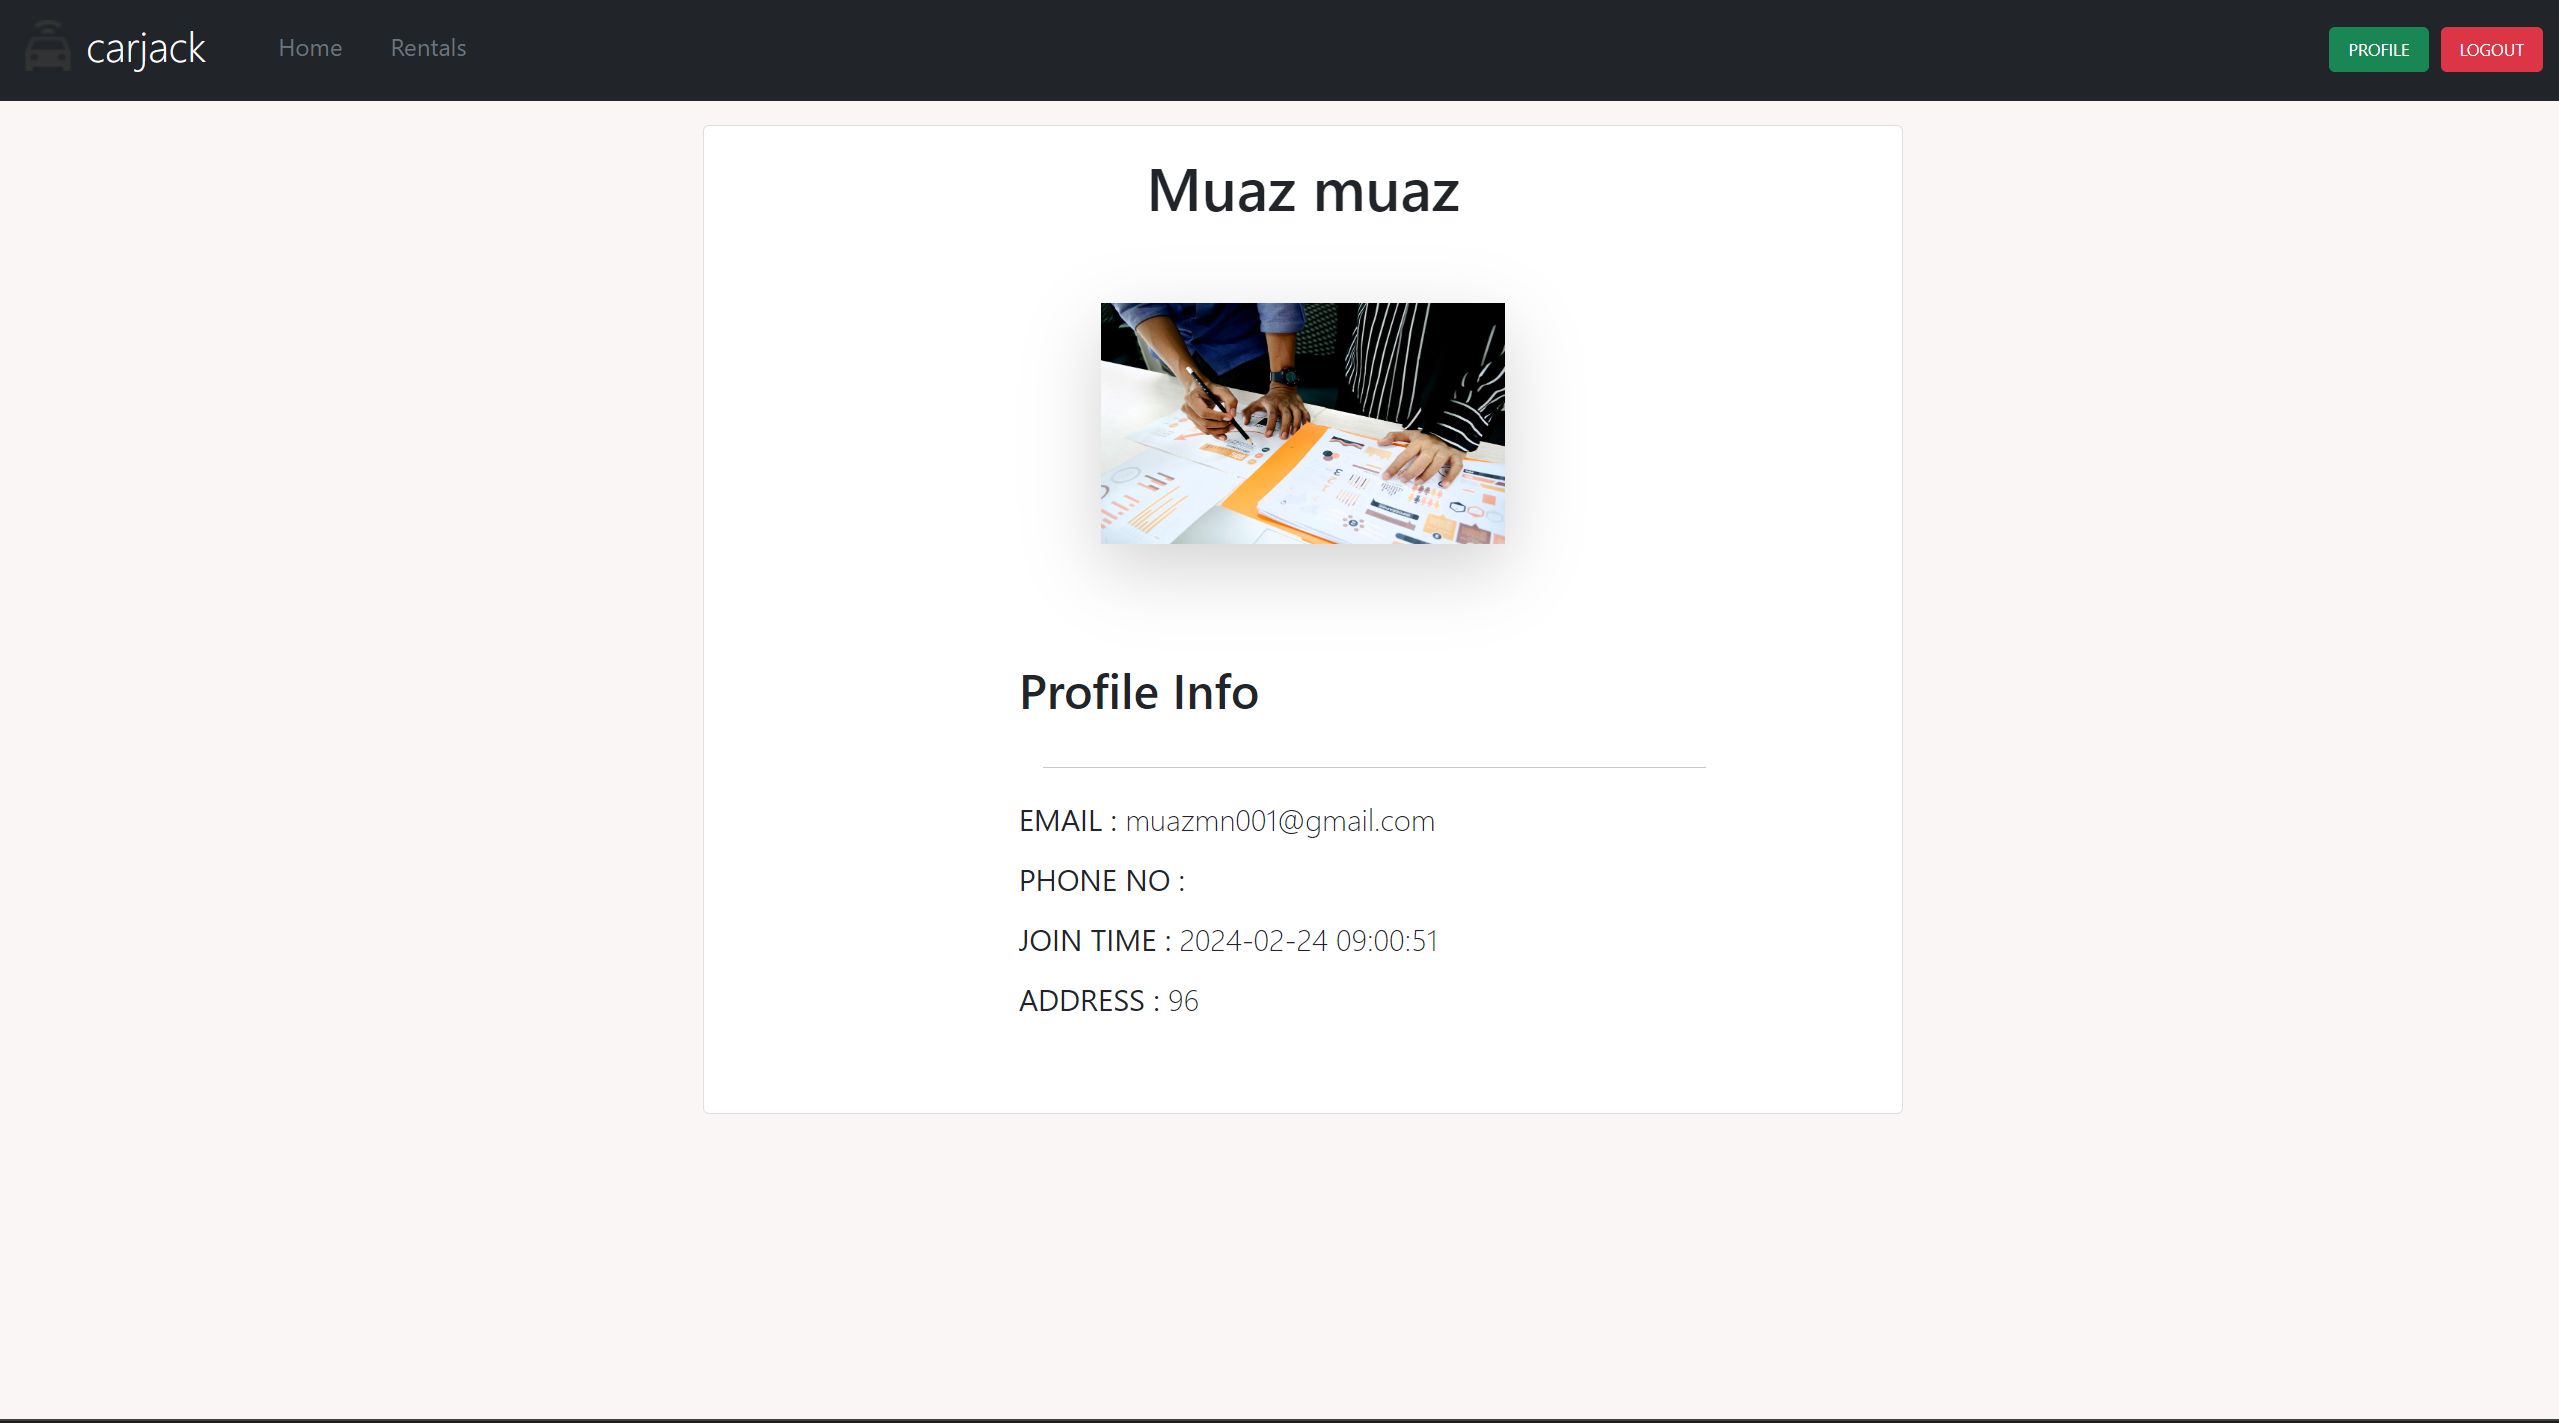 carjack
Home
Rentals
PROFILE
LOGOUT
Muaz muaz
Profile Info
EMAIL : muazmn001@gmail.com
PHONE NO :
JOIN TIME : 2024-02-24 09:00:51
ADDRESS : 96